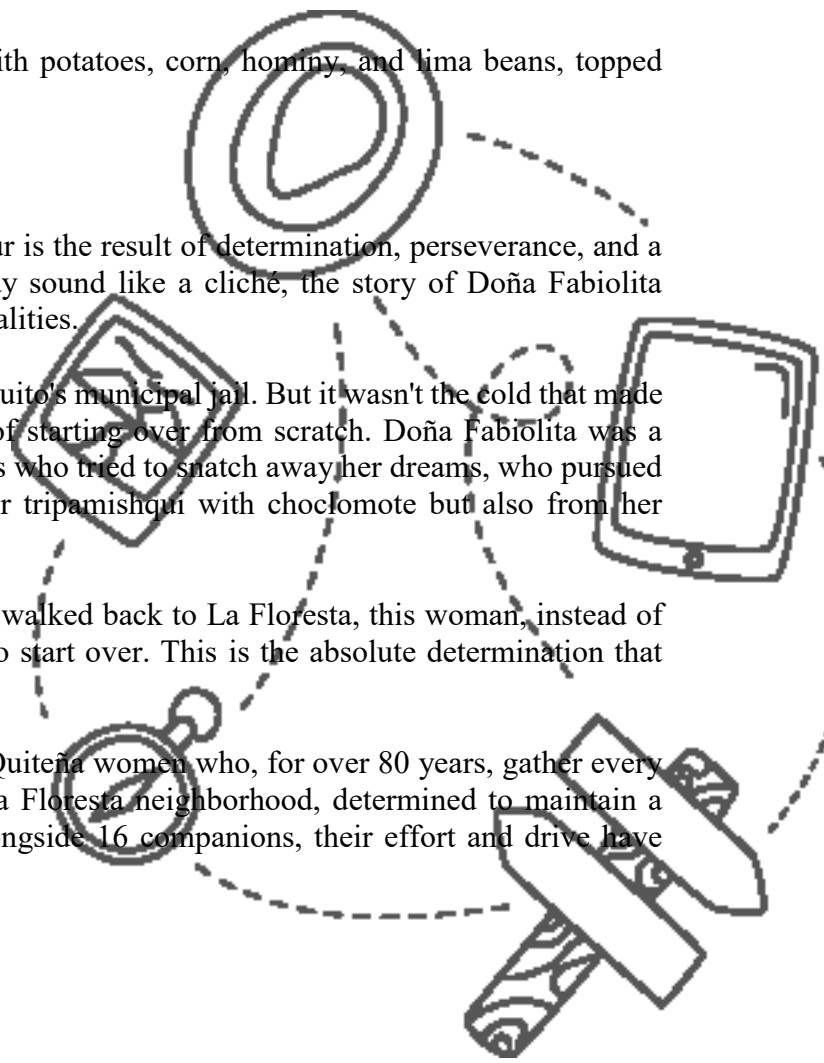 ith potatoes, corn, hominy, and lima beans, topped
ur is the result of determination, perseverance, and a
y sound like a cliché, the story of Doña Fabiolita
alities.
uito's municipal jail. But it wasn't the cold that made
of starting over from scratch. Doña Fabiolita was a
s who tried to snatch away her dreams, who pursued
r tripamishqui with choclomote but also from her
walked back to La Floresta, this woman, instead of
o start over. This is the absolute determination that
Quiteña women who, for over 80 years, gather every
a Floresta neighborhood, determined to maintain a
ngside 16 companions, their effort and drive have